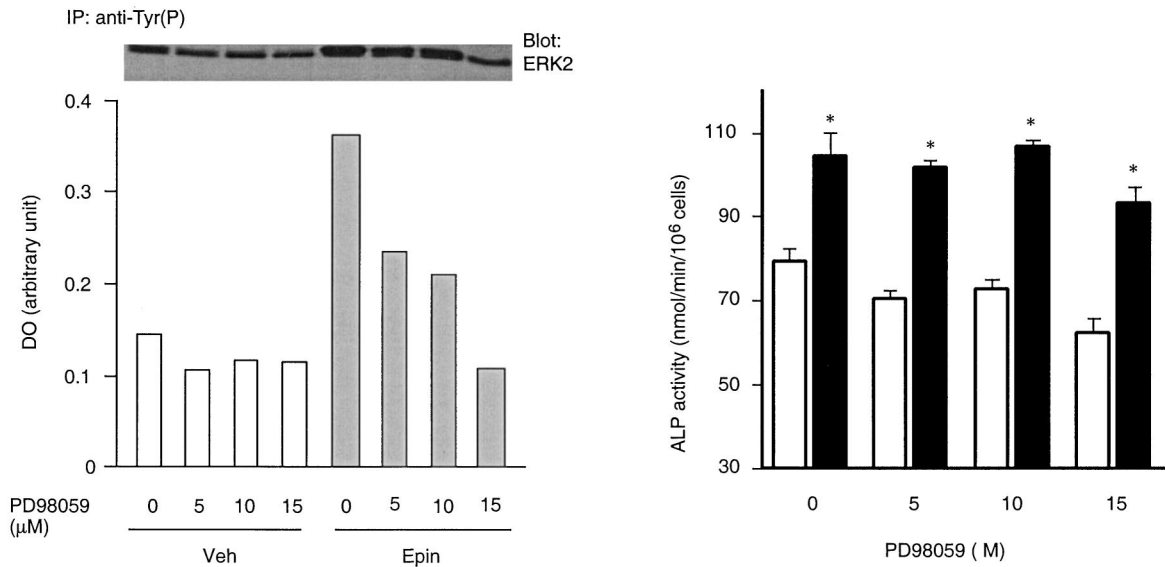 IP: anti-Tyr(P)
Blot:
ERK2
DO (arbitrary unit)
0.4
0.3
0.2
0.1
0
PD98059 0 5 10 15 0 5 10 15
(μM)
Veh Epin
ALP activity (nmol/min/10⁶ cells)
110
90
70
50
30
* * * *
0 5 10 15
PD98059 ( M)